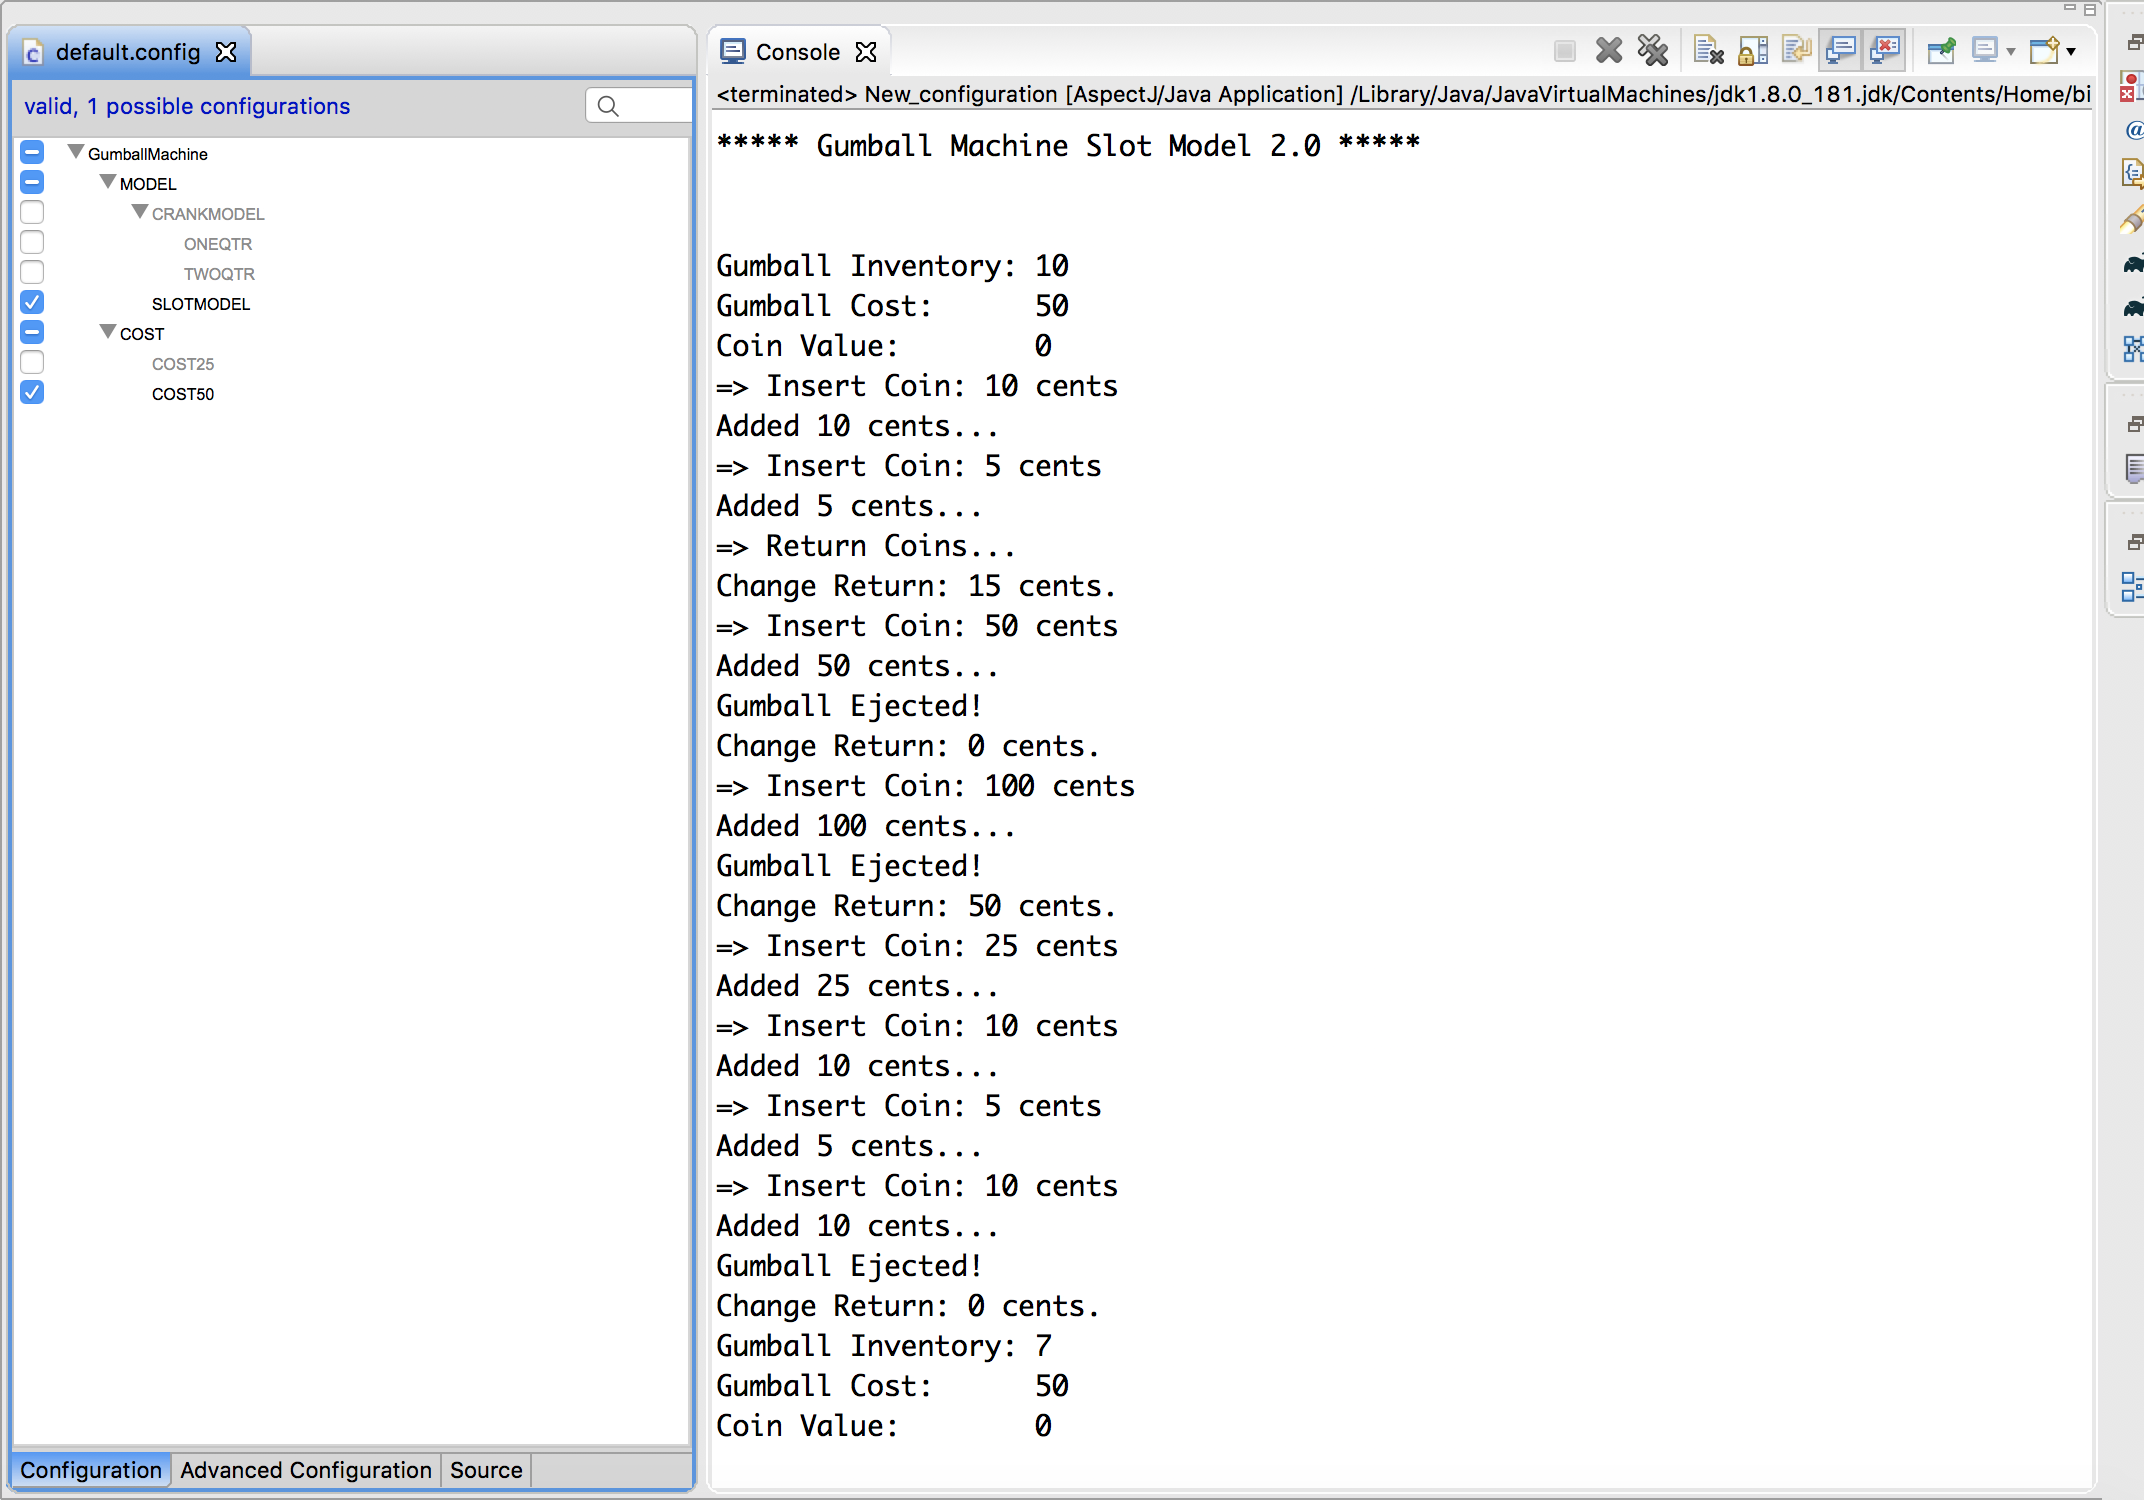 default.config
valid, 1 possible configurations
GumballMachine
MODEL
CRANKMODEL
ONEQTR
TWOQTR
SLOTMODEL
COST
COST25
COST50
Configuration Advanced Configuration Source
Console
<terminated> New_configuration [AspectJ/Java Application] /Library/Java/JavaVirtualMachines/jdk1.8.0_181.jdk/Contents/Home/bi
***** Gumball Machine Slot Model 2.0 *****
Gumball Inventory: 10
Gumball Cost: 50
Coin Value: 0
=> Insert Coin: 10 cents
Added 10 cents...
=> Insert Coin: 5 cents
Added 5 cents...
=> Return Coins...
Change Return: 15 cents.
=> Insert Coin: 50 cents
Added 50 cents...
Gumball Ejected!
Change Return: 0 cents.
=> Insert Coin: 100 cents
Added 100 cents...
Gumball Ejected!
Change Return: 50 cents.
=> Insert Coin: 25 cents
Added 25 cents...
=> Insert Coin: 10 cents
Added 10 cents...
=> Insert Coin: 5 cents
Added 5 cents...
=> Insert Coin: 10 cents
Added 10 cents...
Gumball Ejected!
Change Return: 0 cents.
Gumball Inventory: 7
Gumball Cost: 50
Coin Value: 0